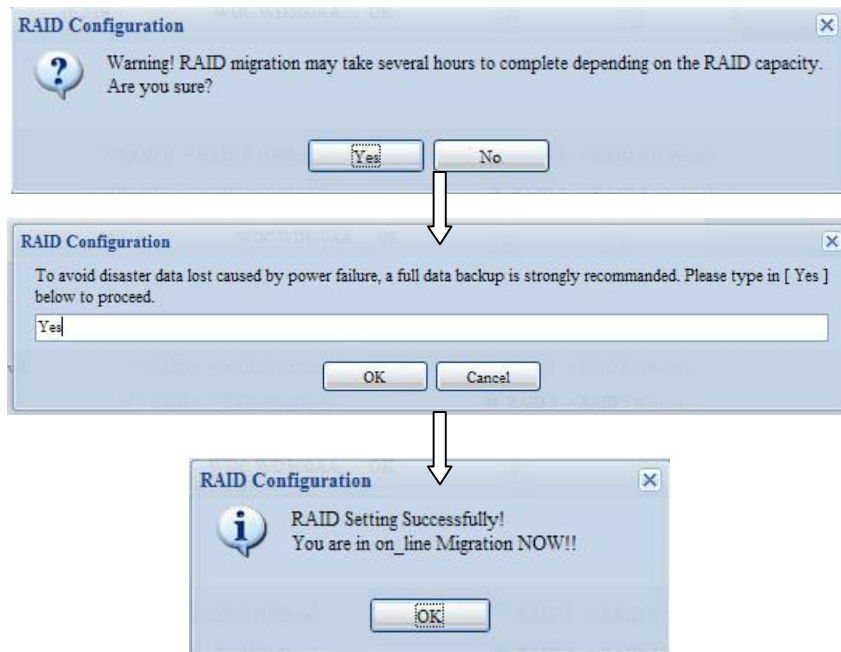 RAID Configuration
Warning! RAID migration may take several hours to complete depending on the RAID capacity.
Are you sure?
Yes
No
RAID Configuration
To avoid disaster data lost caused by power failure, a full data backup is strongly recommanded. Please type in [ Yes ]
below to proceed.
Yes
OK
Cancel
RAID Configuration
RAID Setting Successfully!
You are in on_line Migration NOW!!
OK